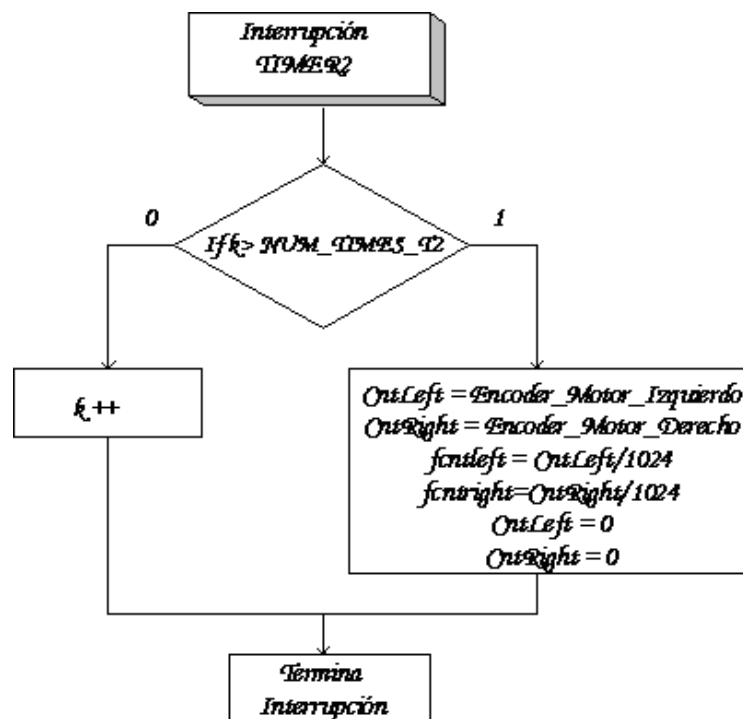 Interrupción
TIMER2
0
1
If k> NUM_TIMES_T2
k ++
CntLeft = Encoder_Motor_Izquierdo
CntRight = Encoder_Motor_Derecho
fcntleft = CntLeft/1024
fcntright=CntRight/1024
CntLeft = 0
CntRight = 0
Termina
Interrupción